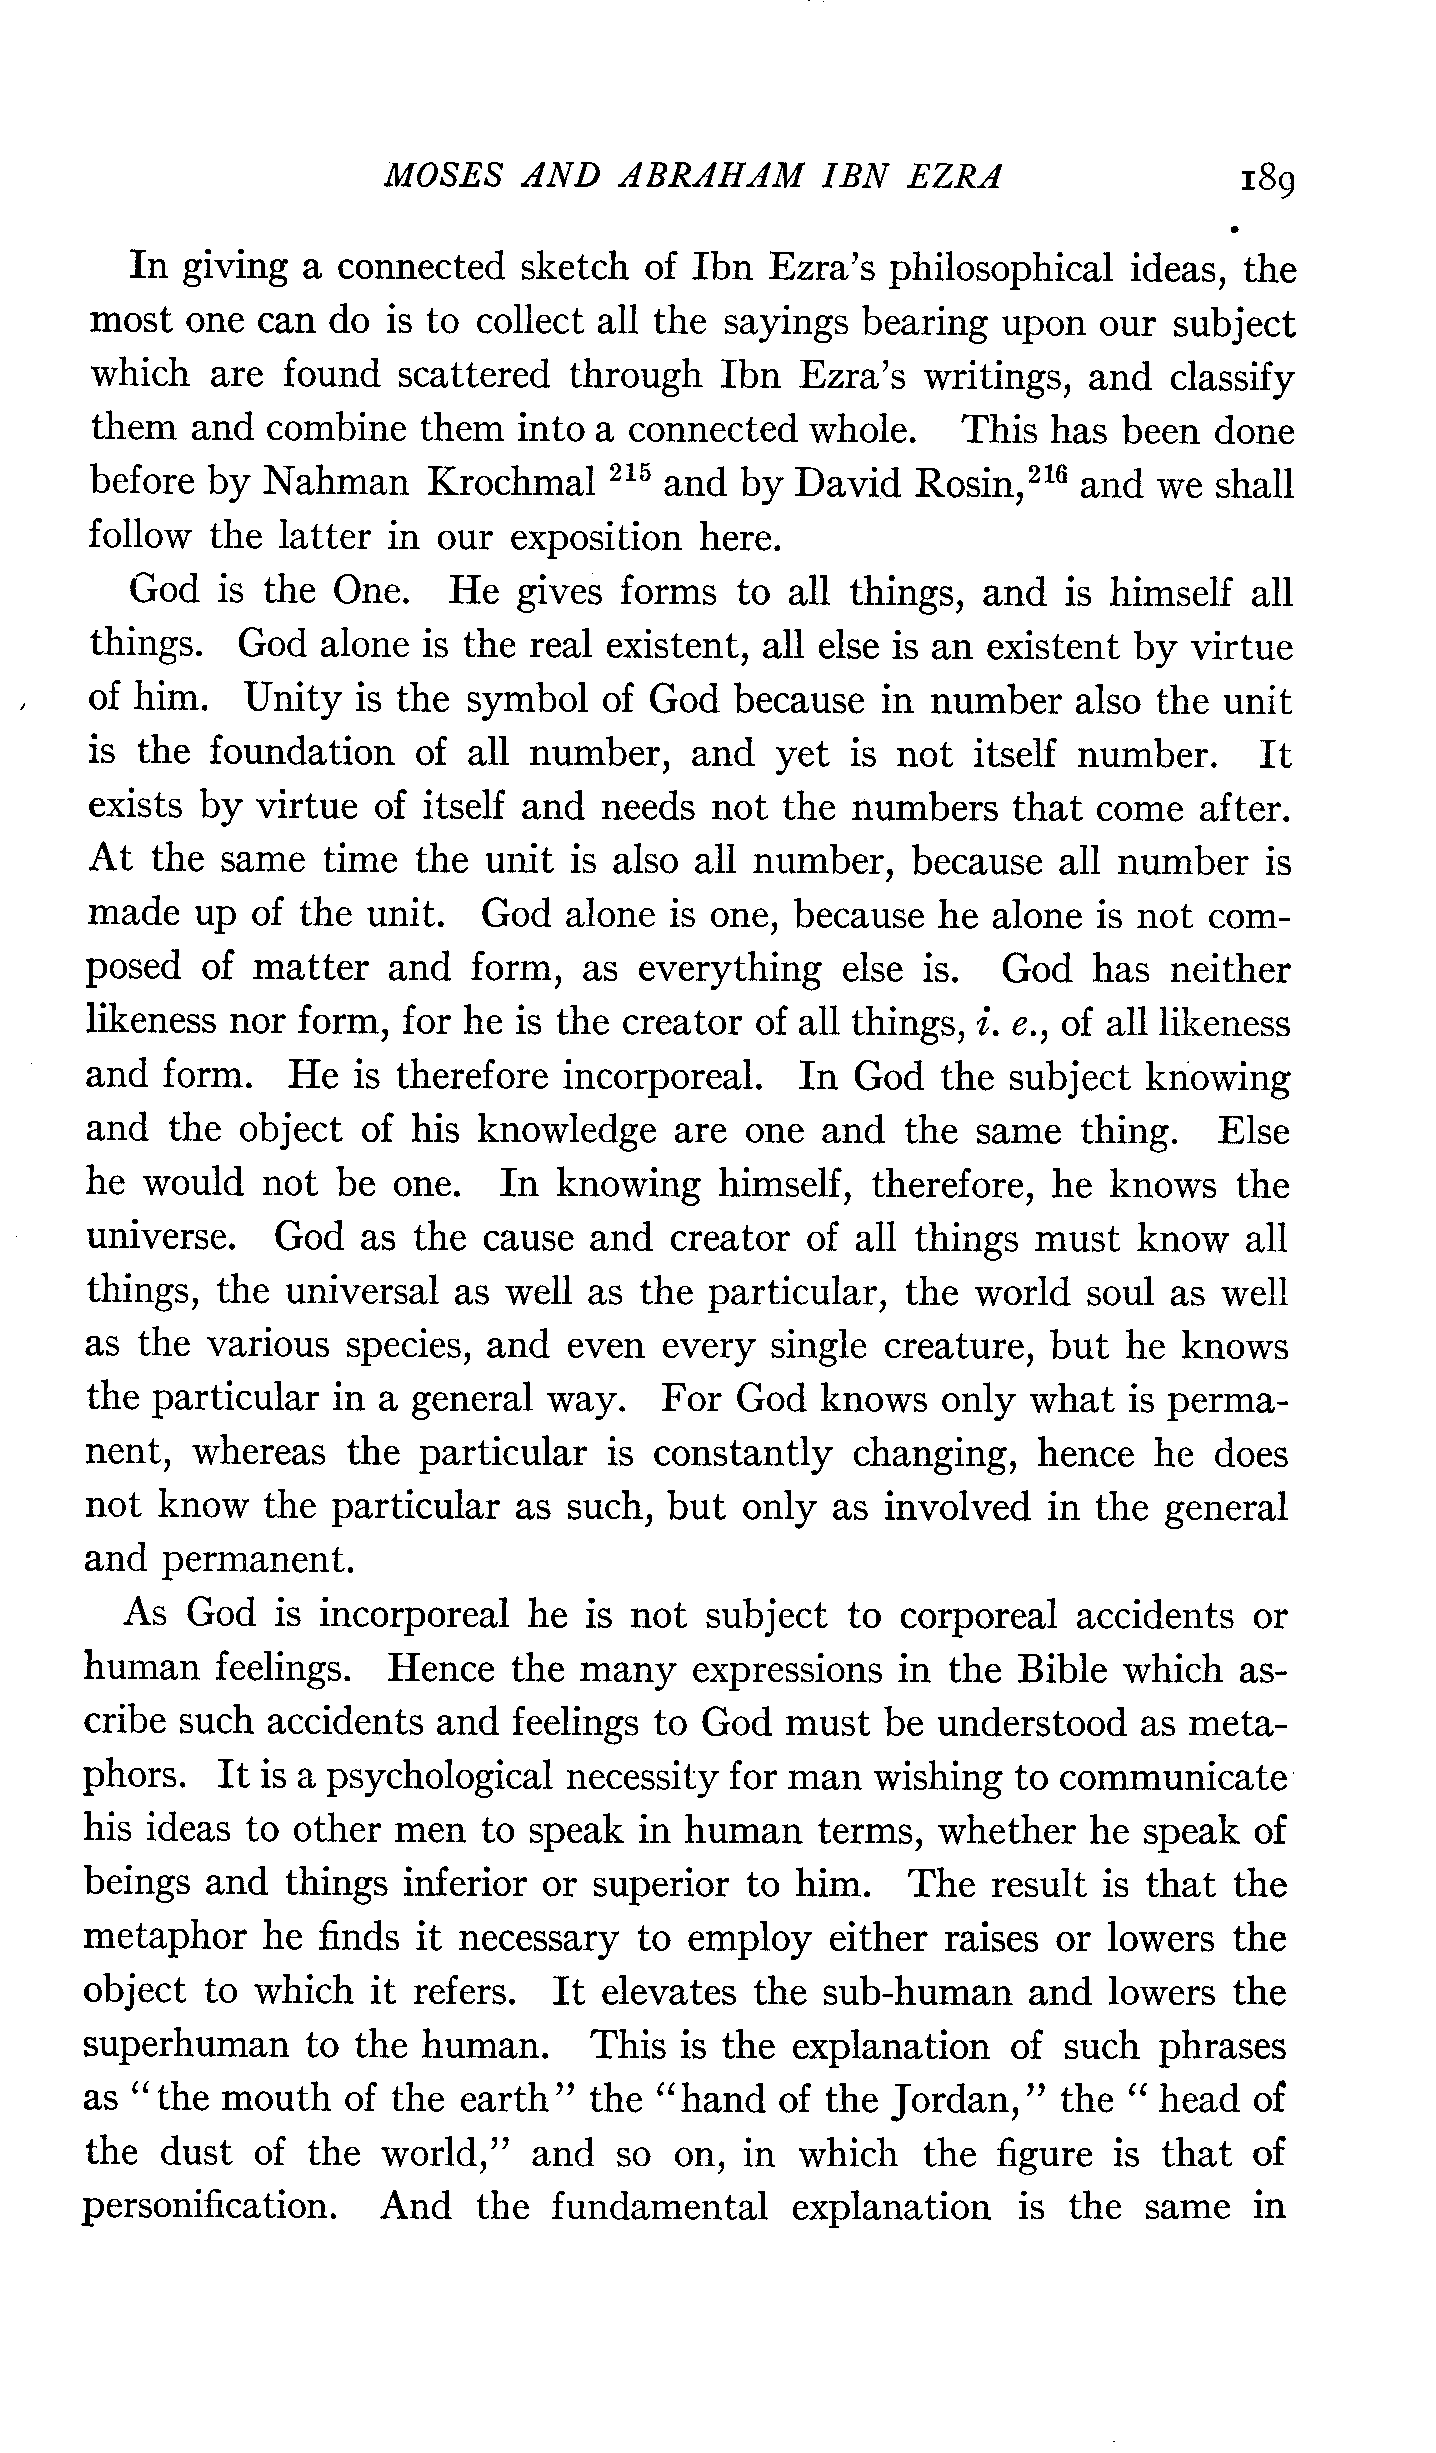 MOSES AND ABRAHAM IBN EZRA 189
In giving a connected sketch of Ibn Ezra's philosophical ideas, the
most one can do is to collect all the sayings bearing upon our subject
which are found scattered through Ibn Ezra's writings, and classify
them and combine them into a connected whole. This has been done
before by Nahman Krochmal 215 and by David Rosin,216 and we shall
follow the latter in our exposition here.
God is the One. He gives forms to all things, and is himself all
things. God alone is the real existent, all else is an existent by virtue
of him. Unity is the symbol of God because in number also the unit
is the foundation of all number, and yet is not itself number. It
exists by virtue of itself and needs not the numbers that come after.
At the same time the unit is also all number, because all number is
made up of the unit. God alone is one, because he alone is not com-
posed of matter and form, as everything else is. God has neither
likeness nor form, for he is the creator of all things, i. e., of all likeness
and form. He is therefore incorporeal. In God the subject knowing
and the object of his knowledge are one and the same thing. Else
he would not be one. In knowing himself, therefore, he knows the
universe. God as the cause and creator of all things must know all
things, the universal as well as the particular, the world soul as well
as the various species, and even every single creature, but he knows
the particular in a general way. For God knows only what is perma-
nent, whereas the particular is constantly changing, hence he does
not know the particular as such, but only as involved in the general
and permanent.
As God is incorporeal he is not subject to corporeal accidents or
human feelings. Hence the many expressions in the Bible which as-
cribe such accidents and feelings to God must be understood as meta-
phors. It is a psychological necessity for man wishing to communicate
his ideas to other men to speak in human terms, whether he speak of
beings and things inferior or superior to him. The result is that the
metaphor he finds it necessary to employ either raises or lowers the
object to which it refers. It elevates the sub-human and lowers the
superhuman to the human. This is the explanation of such phrases
as "the mouth of the earth" the "hand of the Jordan," the "head of
the dust of the world," and so on, in which the figure is that of
personification. And the fundamental explanation is the same in